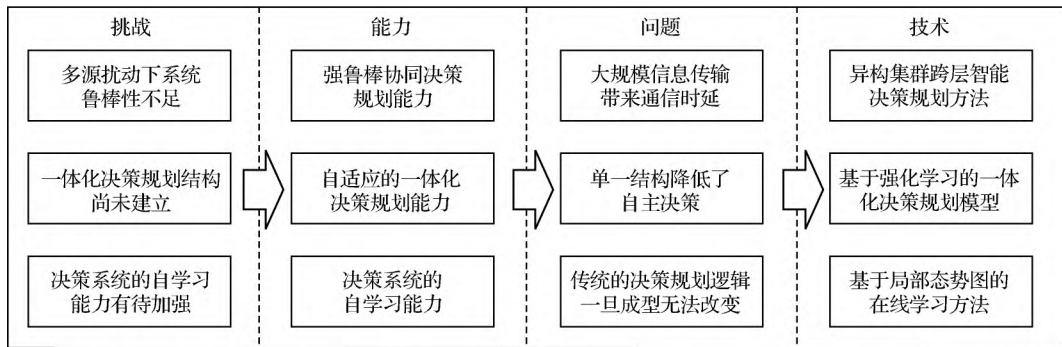 挑战
多源扰动下系统
鲁棒性不足
一体化决策规划结构
尚未建立
决策系统的自学习
能力有待加强
能力
强鲁棒协同决策
规划能力
自适应的一体化
决策规划能力
决策系统的
自学习能力
问题
大规模信息传输
带来通信时延
单一结构降低了
自主决策
传统的决策规划逻辑
一旦成型无法改变
技术
异构集群跨层智能
决策规划方法
基于强化学习的一体
化决策规划模型
基于局部态势图的
在线学习方法